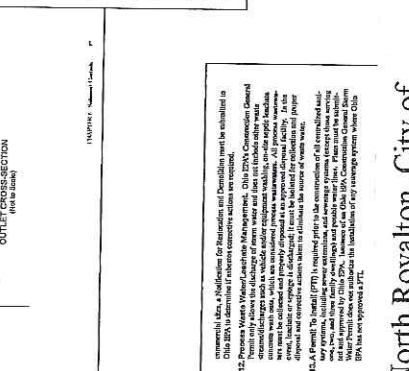 OUTLET CROSS-SECTION
(Not to Scale)
CHAPTER 6 Sediment Controls
commercial sites, a Notification for Restoration and Demolition must be submitted to
Ohio EPA to determine if asbestos corrective actions are required.
12. Process Waste Water/Leachate Management. Ohio EPA's Construction General
Permit only allows the discharge of storm water and does not include other waste
streams/discharges such as vehicle and/or equipment washing, on-site septic leachate
concrete wash outs, which are considered process wastewaters. All process wastewa-
ters must be collected and properly disposed at an approved disposal facility. In the
event, leachate or septage is discharged; it must be isolated for collection and proper
disposal and corrective actions taken to eliminate the source of waste water.
13. A Permit To Install (PTI) is required prior to the construction of all centralized sani-
tary systems, including sewer extensions, and sewerage systems (except those serving
one, two, and three family dwellings) and potable water lines. Plans must be submit-
ted and approved by Ohio EPA. Issuance of an Ohio EPA Construction General Storm
Water Permit does not authorize the installation of any sewerage system where Ohio
EPA has not approved a PTI.
North Royalton, City of